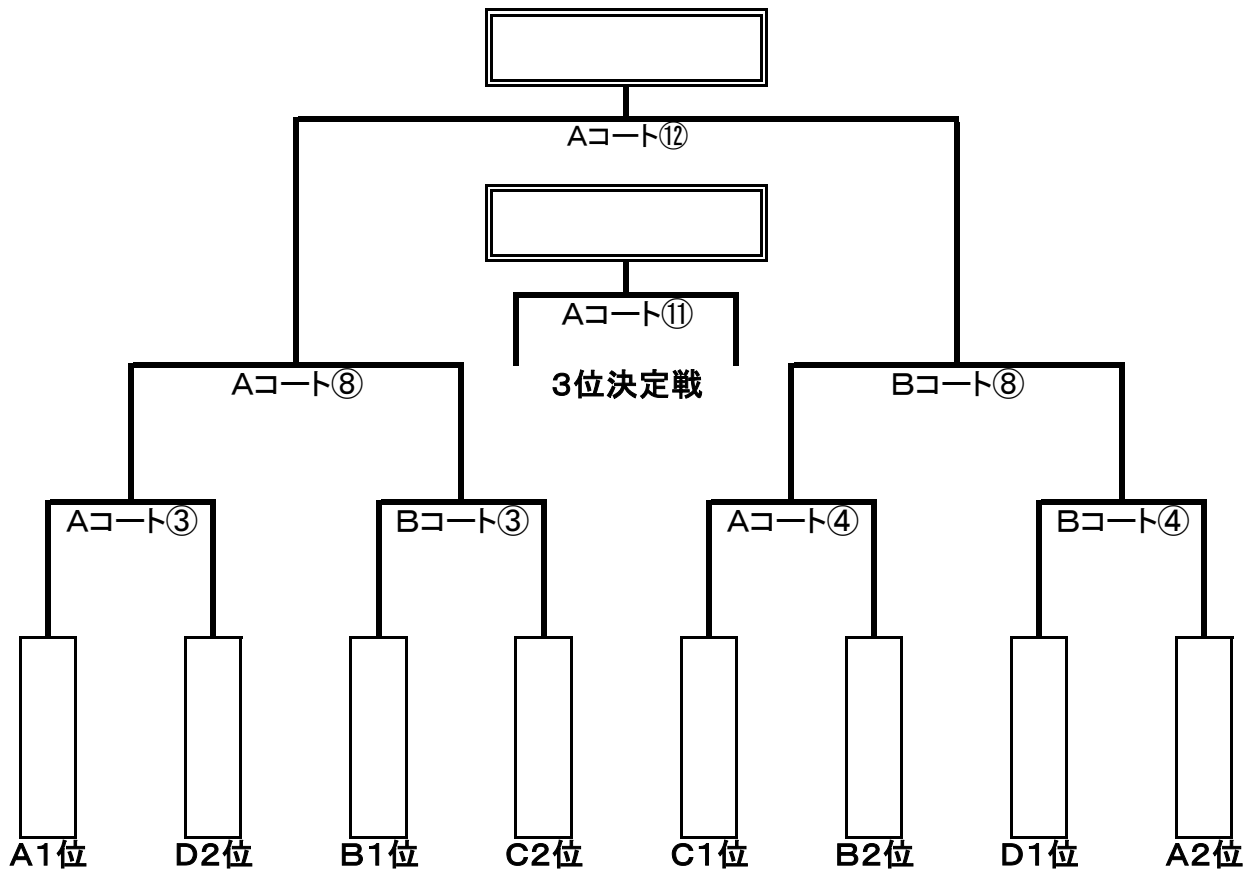 Aコート⑫
Aコート⑪
3位決定戦
Aコート⑧
Bコート⑧
Aコート③
Bコート③
Aコート④
Bコート④
A1位
D2位
B1位
C2位
C1位
B2位
D1位
A2位